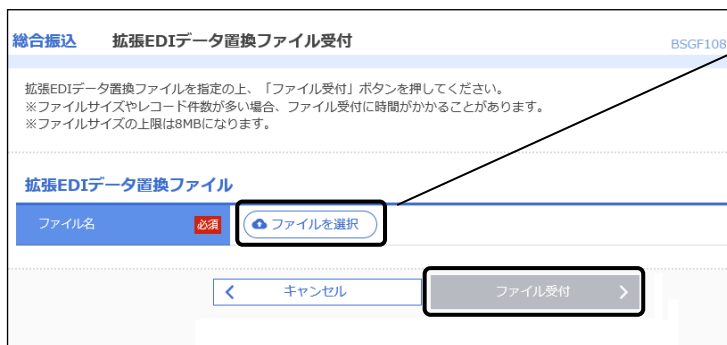 総合振込 拡張EDIデータ置換ファイル受付 BSGF108
拡張EDIデータ置換ファイルを指定の上、「ファイル受付」ボタンを押してください。
※ファイルサイズやレコード件数が多い場合、ファイル受付に時間がかかることがあります。
※ファイルサイズの上限は8MBになります。
拡張EDIデータ置換ファイル
ファイル名 必須 ファイルを選択
キャンセル ファイル受付